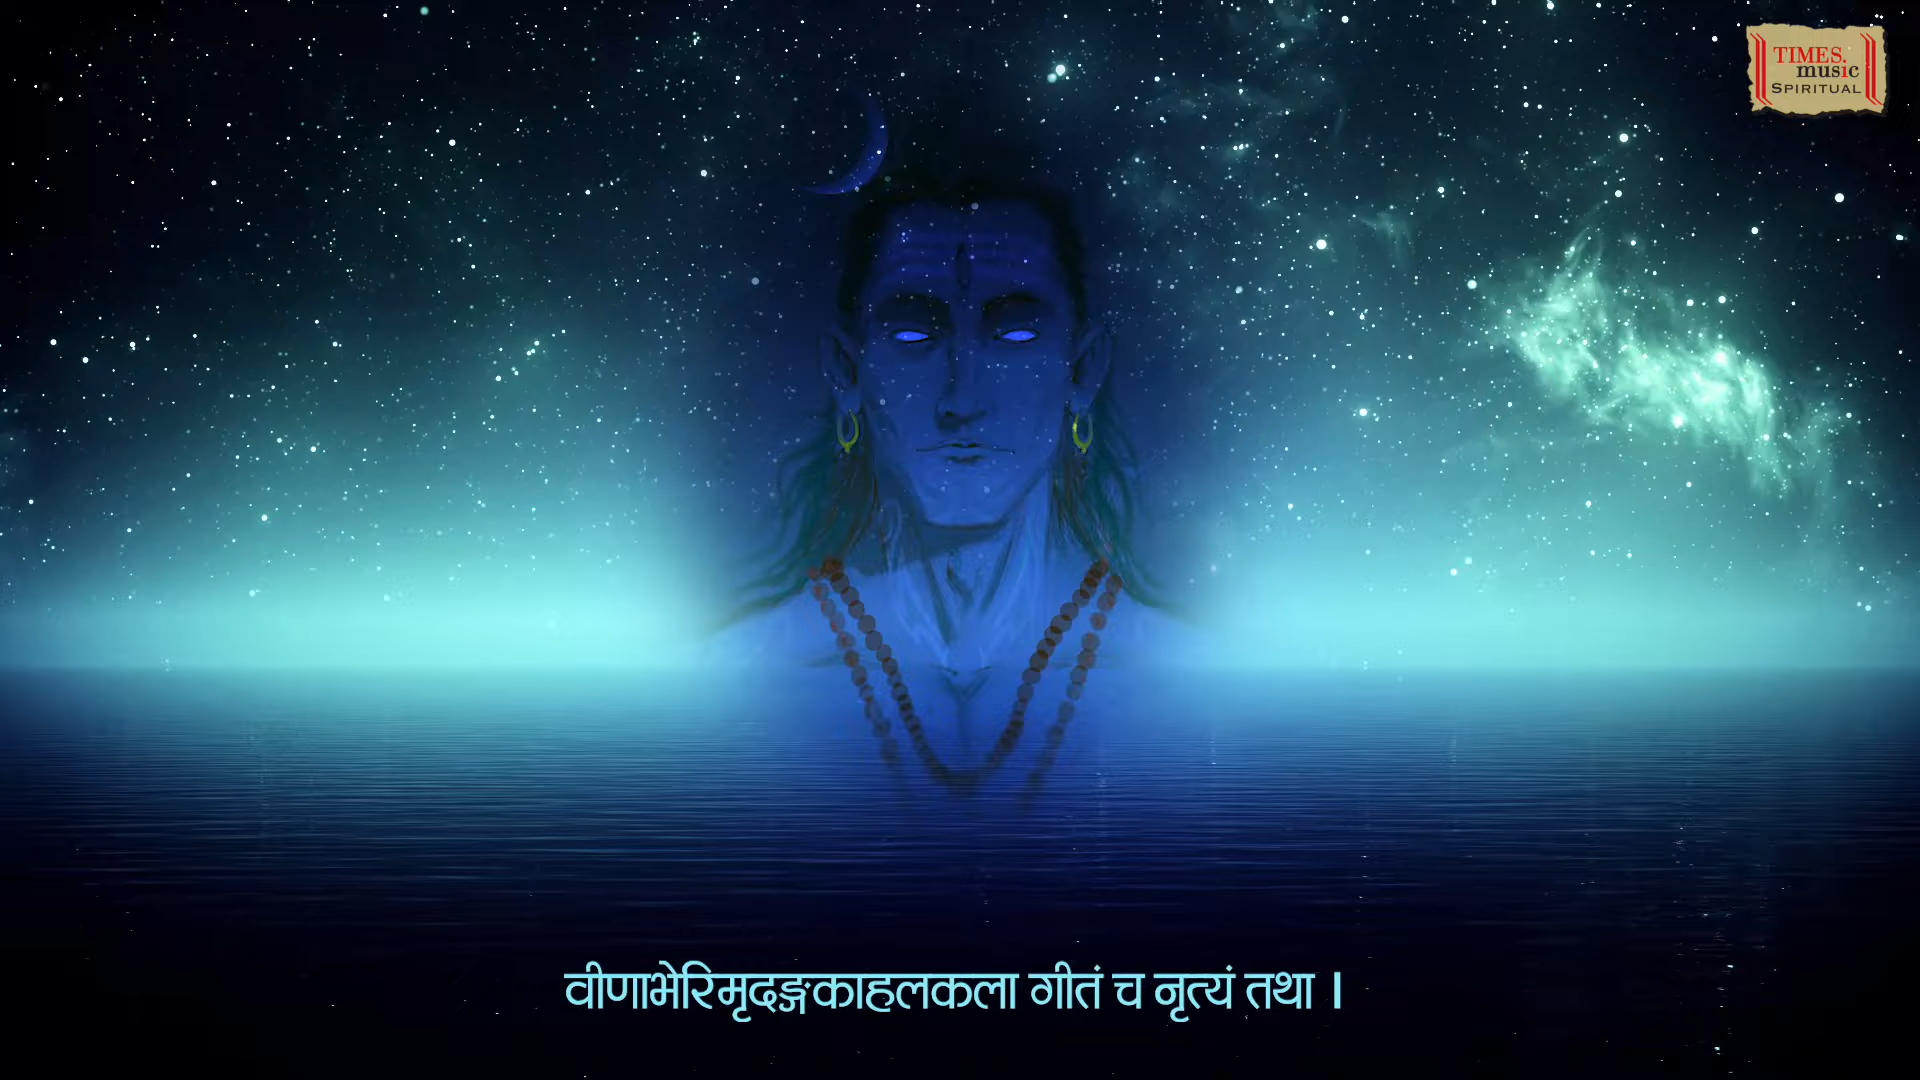 TIMES.
music
SPIRITUAL
वीणाभेरिमृदङ्गकाहलकला गीतं च नृत्यं तथा ।